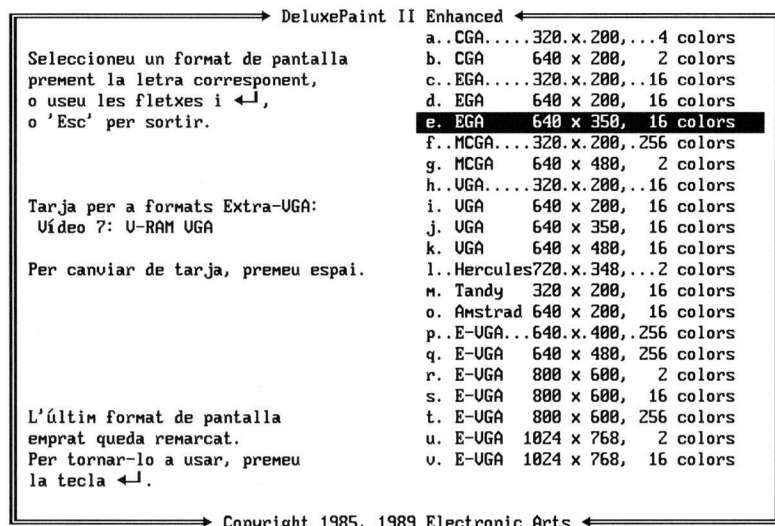 DeluxePaint II Enhanced
Seleccioneu un format de pantalla
prement la letra corresponent,
o useu les fletxes i ↵,
o 'Esc' per sortir.
Tarja per a formats Extra-VGA:
Vídeo 7: V-RAM VGA
Per canviar de tarja, premeu espai.
L'últim format de pantalla
emprat queda remarcat.
Per tornar-lo a usar, premeu
la tecla ↵.
a..CGA.....320.x.200,...4 colors
b. CGA 640 x 200, 2 colors
c..EGA.....320.x.200,..16 colors
d. EGA 640 x 200, 16 colors
e. EGA 640 x 350, 16 colors
f..MCGA....320.x.200,.256 colors
g. MCGA 640 x 480, 2 colors
h..VGA.....320.x.200,..16 colors
i. VGA 640 x 200, 16 colors
j. VGA 640 x 350, 16 colors
k. VGA 640 x 480, 16 colors
l..Hercules720.x.348,...2 colors
m. Tandy 320 x 200, 16 colors
o. Amstrad 640 x 200, 16 colors
p..E-VGA...640.x.400,.256 colors
q. E-VGA 640 x 480, 256 colors
r. E-VGA 800 x 600, 2 colors
s. E-VGA 800 x 600, 16 colors
t. E-VGA 800 x 600, 256 colors
u. E-VGA 1024 x 768, 2 colors
v. E-VGA 1024 x 768, 16 colors
Copyright 1985, 1989 Electronic Arts